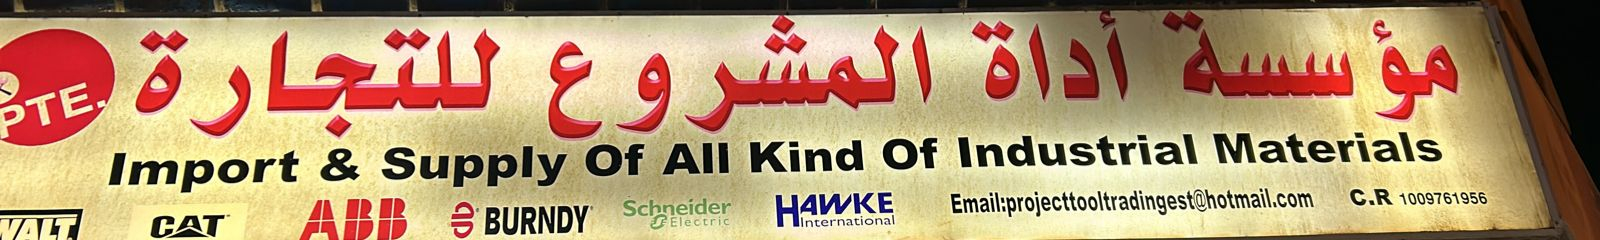 مؤسسة أداة المشروع للتجارة
PTE.
Import & Supply Of All Kind Of Industrial Materials
WALT CAT ABB BURNDY Schneider Electric HAWKE International Email:projecttooltradingest@hotmail.com C.R 1009761956